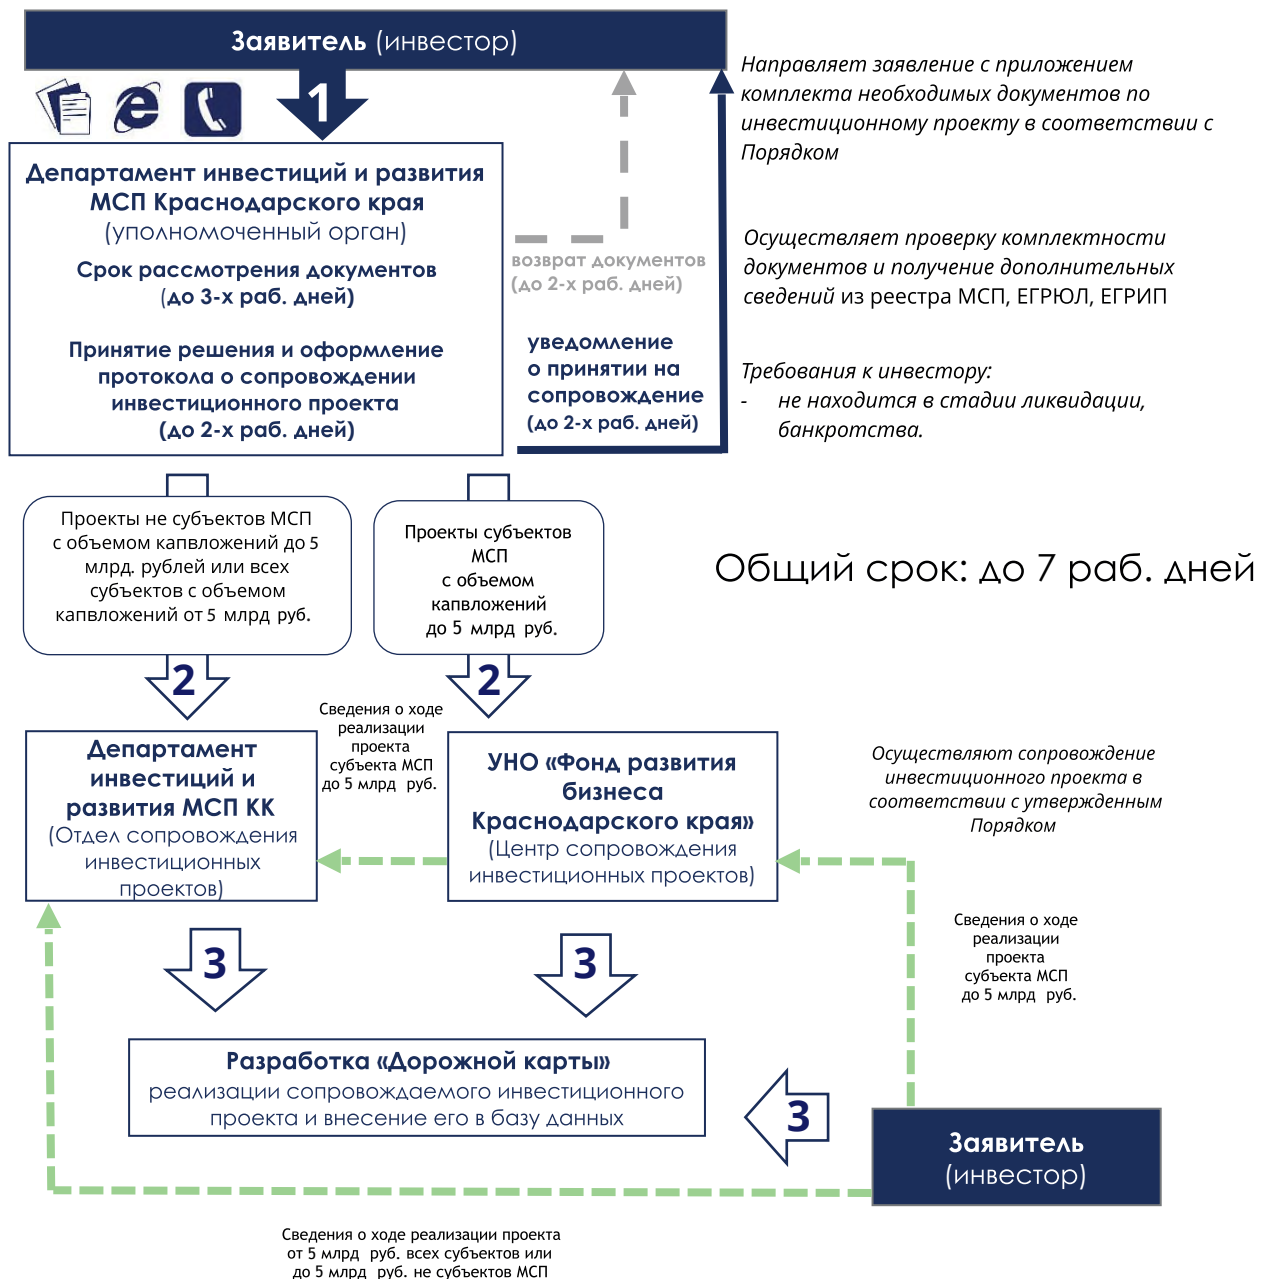 Заявитель (инвестор)
1
Направляет заявление с приложением
комплекта необходимых документов по
инвестиционному проекту в соответствии с
Порядком
Департамент инвестиций и развития
МСП Краснодарского края
(уполномоченный орган)
Срок рассмотрения документов
(до 3-х раб. дней)
Принятие решения и оформление
протокола о сопровождении
инвестиционного проекта
(до 2-х раб. дней)
возврат документов
(до 2-х раб. дней)
уведомление
о принятии на
сопровождение
(до 2-х раб. дней)
Осуществляет проверку комплектности
документов и получение дополнительных
сведений из реестра МСП, ЕГРЮЛ, ЕГРИП
Требования к инвестору:
- не находится в стадии ликвидации,
банкротства.
Проекты не субъектов МСП
с объемом капвложений до 5
млрд. рублей или всех
субъектов с объемом
капвложений от 5 млрд руб.
Проекты субъектов
МСП
с объемом
капвложений
до 5 млрд руб.
Общий срок: до 7 раб. дней
2
2
Сведения о ходе
реализации
проекта
субъекта МСП
до 5 млрд руб.
Департамент
инвестиций и
развития МСП КК
(Отдел сопровождения
инвестиционных
проектов)
УНО «Фонд развития
бизнеса
Краснодарского края»
(Центр сопровождения
инвестиционных проектов)
Осуществляют сопровождение
инвестиционного проекта в
соответствии с утвержденным
Порядком
Сведения о ходе
реализации
проекта
субъекта МСП
до 5 млрд руб.
3
3
Разработка «Дорожной карты»
реализации сопровождаемого инвестиционного
проекта и внесение его в базу данных
3
Заявитель
(инвестор)
Сведения о ходе реализации проекта
от 5 млрд руб. всех субъектов или
до 5 млрд руб. не субъектов МСП